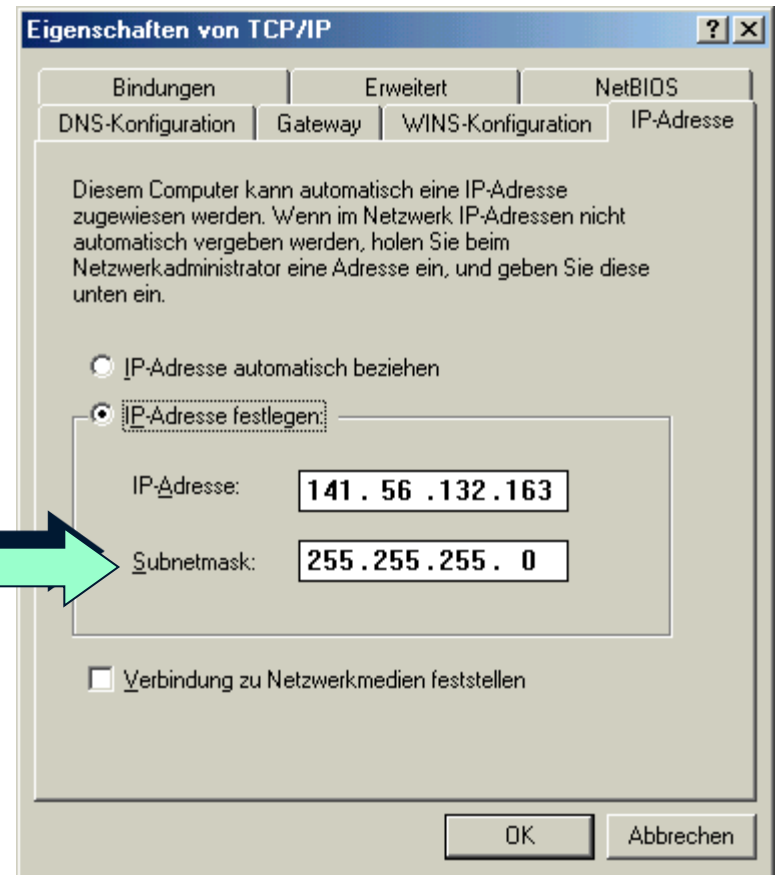 Eigenschaften von TCP/IP
Bindungen Erweitert NetBIOS
DNS-Konfiguration Gateway WINS-Konfiguration IP-Adresse
Diesem Computer kann automatisch eine IP-Adresse
zugewiesen werden. Wenn im Netzwerk IP-Adressen nicht
automatisch vergeben werden, holen Sie beim
Netzwerkadministrator eine Adresse ein, und geben Sie diese
unten ein.
IP-Adresse automatisch beziehen
IP-Adresse festlegen:
IP-Adresse: 141. 56 .132.163
Subnetmask: 255.255.255. 0
Verbindung zu Netzwerkmedien feststellen
OK Abbrechen